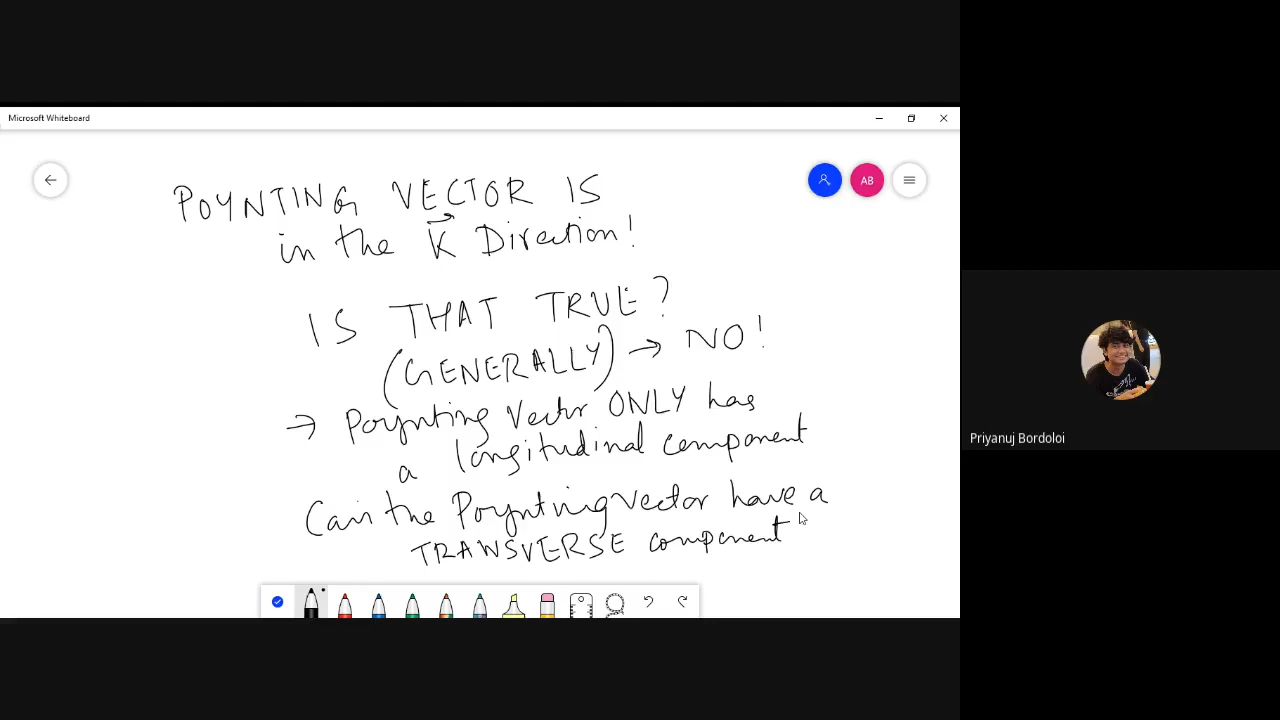 Microsoft Whiteboard
AB
POYNTING VECTOR IS
in the K Direction!
IS THAT TRUE?
(GENERALLY) → NO!
→ Poynting Vector ONLY has
a longitudinal component
Can the Poynting Vector have a
TRANSVERSE component
Priyanuj Bordoloi